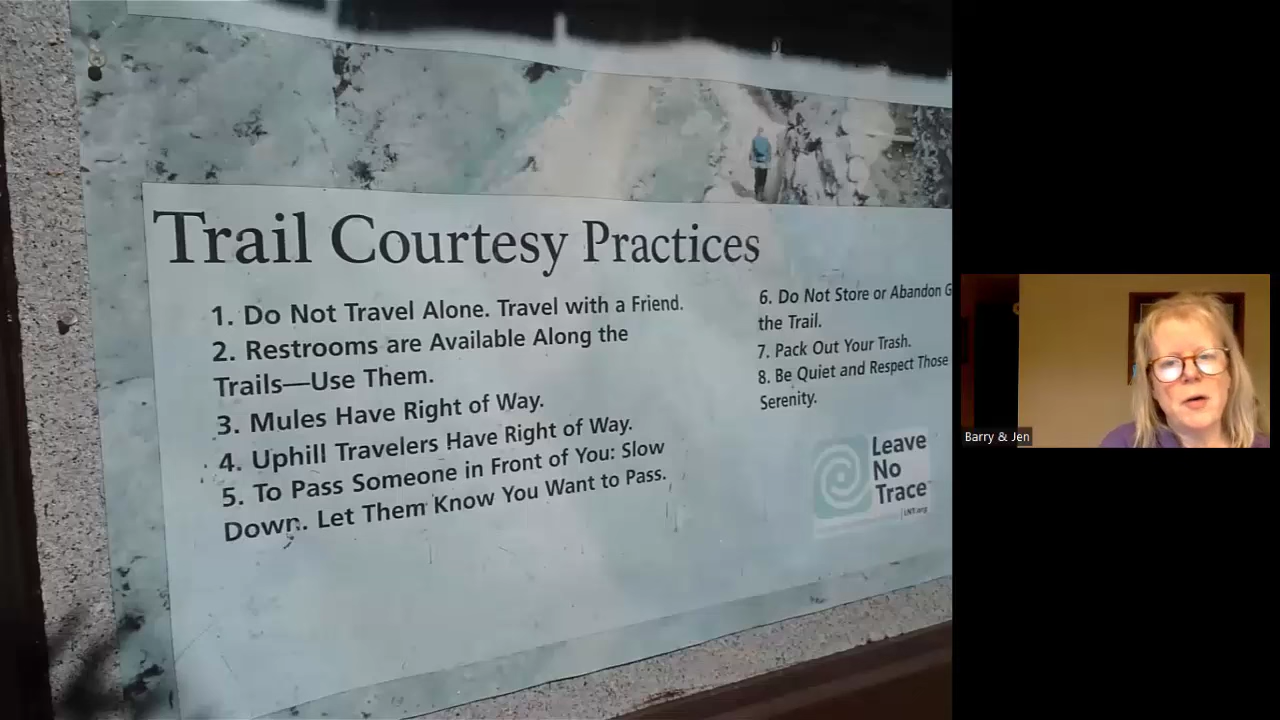 Trail Courtesy Practices
1. Do Not Travel Alone. Travel with a Friend.
2. Restrooms are Available Along the
Trails—Use Them.
3. Mules Have Right of Way.
4. Uphill Travelers Have Right of Way.
5. To Pass Someone in Front of You: Slow
Down. Let Them Know You Want to Pass.
6. Do Not Store or Abandon G
the Trail.
7. Pack Out Your Trash.
8. Be Quiet and Respect Those
Serenity.
Leave
No
Trace
LNT.org
Barry & Jen